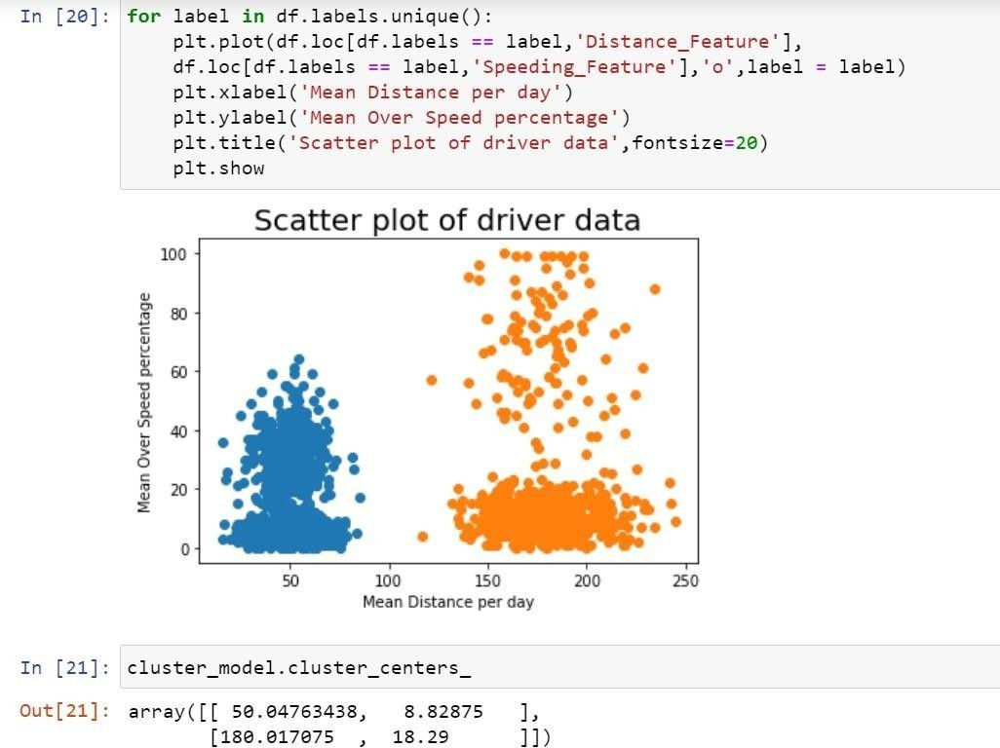 In [20]: for label in df.labels.unique():
plt.plot(df.loc[df.labels == label,'Distance_Feature'],
df.loc[df.labels == label,'Speeding_Feature'],'o',label = label)
plt.xlabel('Mean Distance per day')
plt.ylabel('Mean Over Speed percentage')
plt.title('Scatter plot of driver data',fontsize=20)
plt.show
Scatter plot of driver data
Mean Over Speed percentage
100
80
60
40
20
0
50 100 150 200 250
Mean Distance per day
In [21]: cluster_model.cluster_centers_
Out[21]: array([[ 50.04763438, 8.82875 ],
[180.017075 , 18.29 ]])